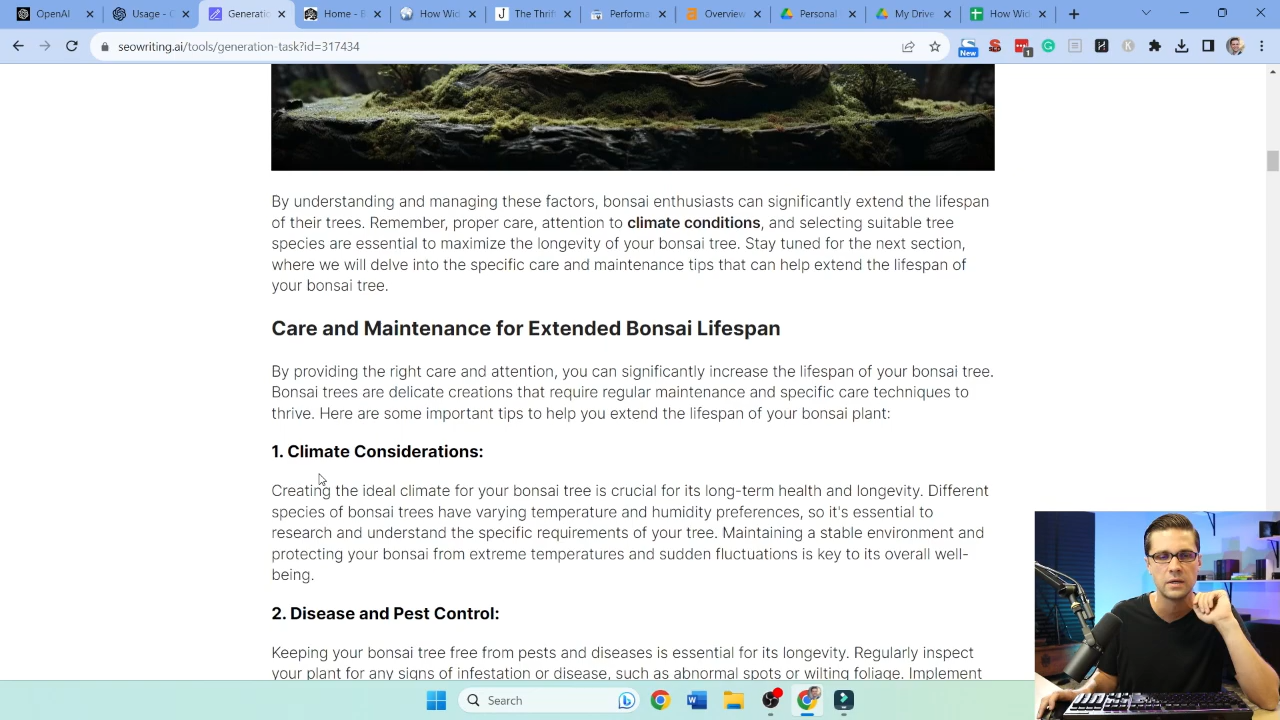 OpenAI
Usage - C
Generatio
Home - B
How Wid
The Thrift
Performa
Overview
Personal
My Drive
How Wid
seowriting.ai/tools/generation-task?id=317434
New
1
By understanding and managing these factors, bonsai enthusiasts can significantly extend the lifespan
of their trees. Remember, proper care, attention to climate conditions, and selecting suitable tree
species are essential to maximize the longevity of your bonsai tree. Stay tuned for the next section,
where we will delve into the specific care and maintenance tips that can help extend the lifespan of
your bonsai tree.
Care and Maintenance for Extended Bonsai Lifespan
By providing the right care and attention, you can significantly increase the lifespan of your bonsai tree.
Bonsai trees are delicate creations that require regular maintenance and specific care techniques to
thrive. Here are some important tips to help you extend the lifespan of your bonsai plant:
1. Climate Considerations:
Creating the ideal climate for your bonsai tree is crucial for its long-term health and longevity. Different
species of bonsai trees have varying temperature and humidity preferences, so it's essential to
research and understand the specific requirements of your tree. Maintaining a stable environment and
protecting your bonsai from extreme temperatures and sudden fluctuations is key to its overall well-
being.
2. Disease and Pest Control:
Keeping your bonsai tree free from pests and diseases is essential for its longevity. Regularly inspect
your plant for any signs of infestation or disease, such as abnormal spots or wilting foliage. Implement
Search